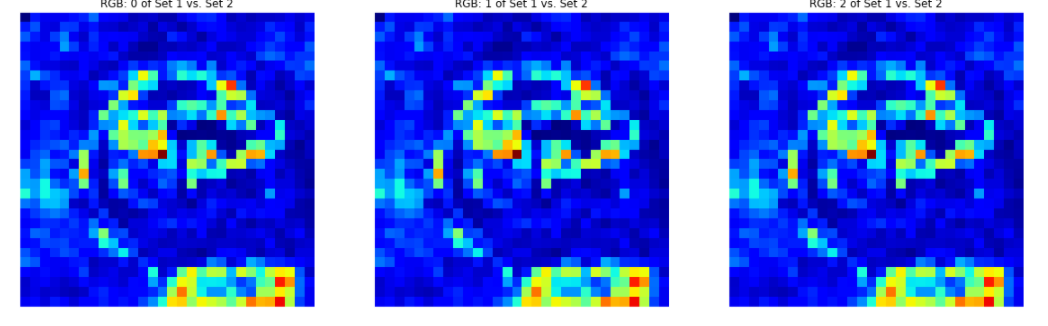 RGB: 0 of Set 1 vs. Set 2
RGB: 1 of Set 1 vs. Set 2
RGB: 2 of Set 1 vs. Set 2